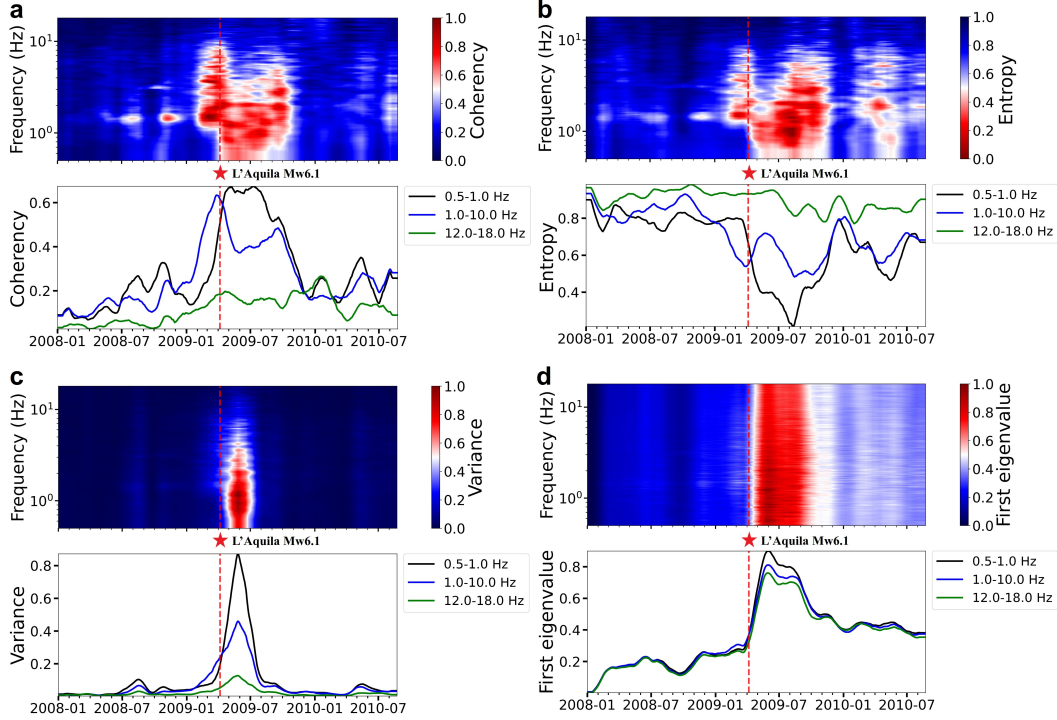 a
Frequency (Hz)
10¹
10⁰
1.0
0.8
0.6
0.4
0.2
0.0
Coherency
L'Aquila Mw6.1
Coherency
0.6
0.4
0.2
2008-01 2008-07 2009-01 2009-07 2010-01 2010-07
0.5-1.0 Hz
1.0-10.0 Hz
12.0-18.0 Hz
b
Frequency (Hz)
10¹
10⁰
1.0
0.8
0.6
0.4
0.2
0.0
Entropy
L'Aquila Mw6.1
Entropy
0.8
0.6
0.4
2008-01 2008-07 2009-01 2009-07 2010-01 2010-07
0.5-1.0 Hz
1.0-10.0 Hz
12.0-18.0 Hz
c
Frequency (Hz)
10¹
10⁰
1.0
0.8
0.6
0.4
0.2
0.0
Variance
L'Aquila Mw6.1
Variance
0.8
0.6
0.4
0.2
2008-01 2008-07 2009-01 2009-07 2010-01 2010-07
0.5-1.0 Hz
1.0-10.0 Hz
12.0-18.0 Hz
d
Frequency (Hz)
10¹
10⁰
1.0
0.8
0.6
0.4
0.2
0.0
First eigenvalue
L'Aquila Mw6.1
First eigenvalue
0.8
0.6
0.4
0.2
2008-01 2008-07 2009-01 2009-07 2010-01 2010-07
0.5-1.0 Hz
1.0-10.0 Hz
12.0-18.0 Hz